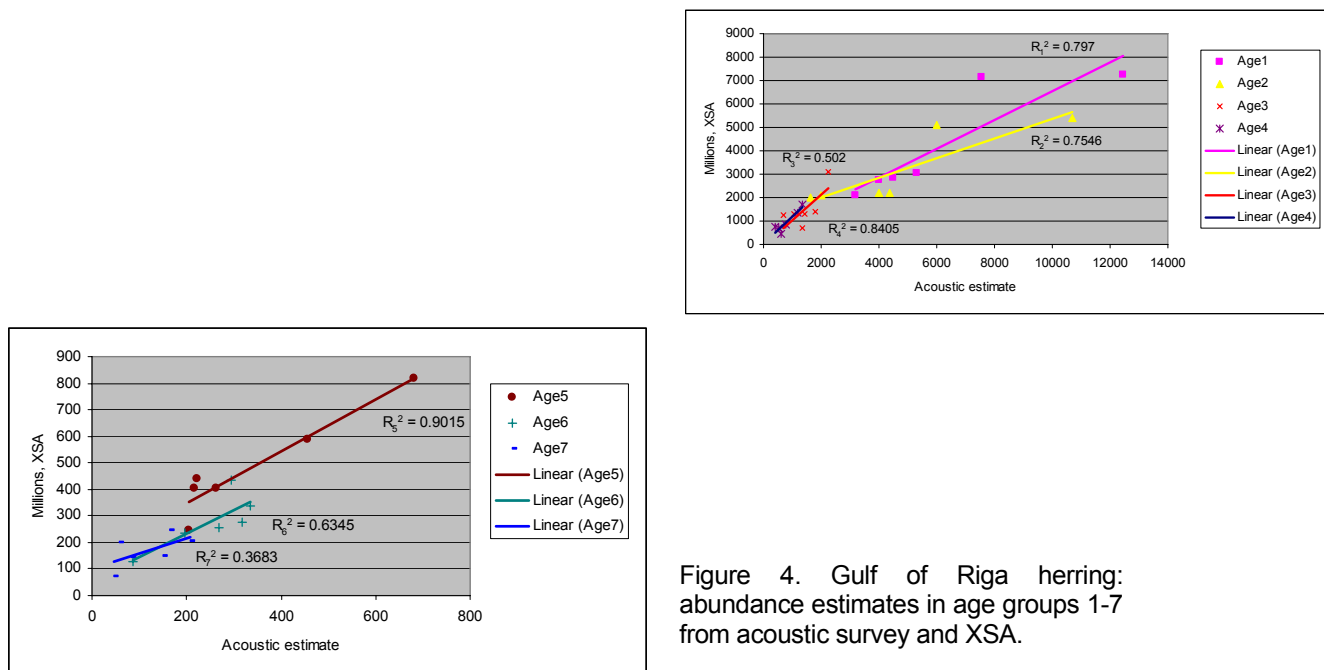 9000
8000
7000
6000
5000
4000
3000
2000
1000
0
0 2000 4000 6000 8000 10000 12000 14000
Millions, XSA
Acoustic estimate
R₁² = 0.797
R₂² = 0.7546
R₃² = 0.502
R₄² = 0.8405
Age1
Age2
Age3
Age4
Linear (Age1)
Linear (Age2)
Linear (Age3)
Linear (Age4)
900
800
700
600
500
400
300
200
100
0
0 200 400 600 800
Millions, XSA
Acoustic estimate
R₅² = 0.9015
R₆² = 0.6345
R₇² = 0.3683
Age5
Age6
Age7
Linear (Age5)
Linear (Age6)
Linear (Age7)
Figure 4. Gulf of Riga herring:
abundance estimates in age groups 1-7
from acoustic survey and XSA.